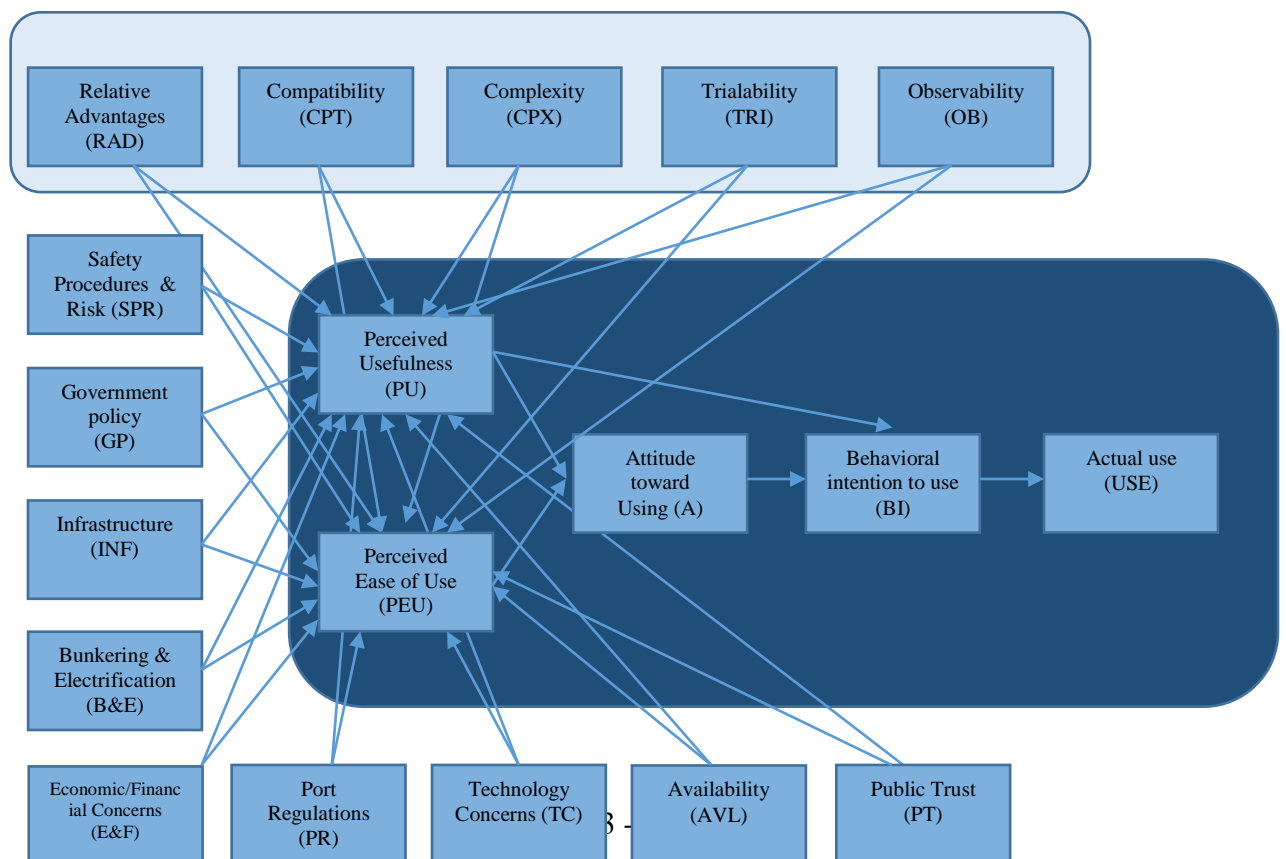 Relative
Advantages
(RAD)
Compatibility
(CPT)
Complexity
(CPX)
Trialability
(TRI)
Observability
(OB)
Safety
Procedures &
Risk (SPR)
Government
policy
(GP)
Infrastructure
(INF)
Bunkering &
Electrification
(B&E)
Economic/Financ
ial Concerns
(E&F)
Perceived
Usefulness
(PU)
Perceived
Ease of Use
(PEU)
Attitude
toward
Using (A)
Behavioral
intention to use
(BI)
Actual use
(USE)
Port
Regulations
(PR)
Technology
Concerns (TC)
Availability
(AVL)
Public Trust
(PT)